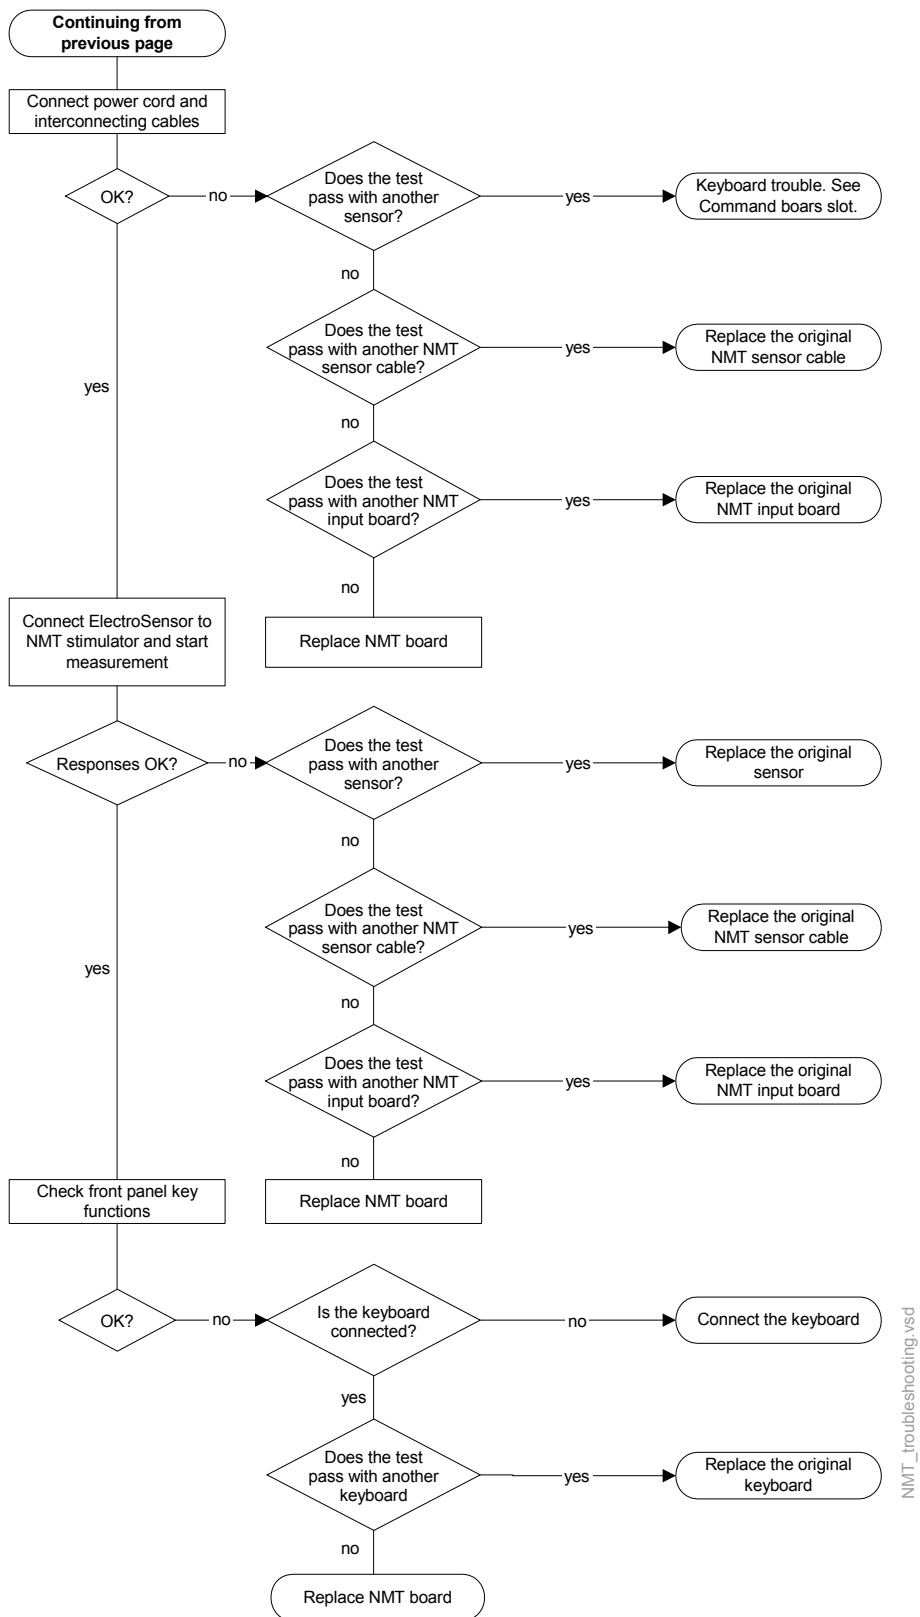 Continuing from
previous page
Connect power cord and
interconnecting cables
OK?
no
Does the test
pass with another
sensor?
yes
Keyboard trouble. See
Command boars slot.
no
Does the test
pass with another NMT
sensor cable?
yes
Replace the original
NMT sensor cable
yes
no
Does the test
pass with another NMT
input board?
yes
Replace the original
NMT input board
no
Connect ElectroSensor to
NMT stimulator and start
measurement
Replace NMT board
Responses OK?
no
Does the test
pass with another
sensor?
yes
Replace the original
sensor
no
Does the test
pass with another NMT
sensor cable?
yes
Replace the original
NMT sensor cable
yes
no
Does the test
pass with another NMT
input board?
yes
Replace the original
NMT input board
no
Check front panel key
functions
Replace NMT board
OK?
no
Is the keyboard
connected?
no
Connect the keyboard
yes
Does the test
pass with another
keyboard
yes
Replace the original
keyboard
no
Replace NMT board
NMT_troubleshooting.vsd